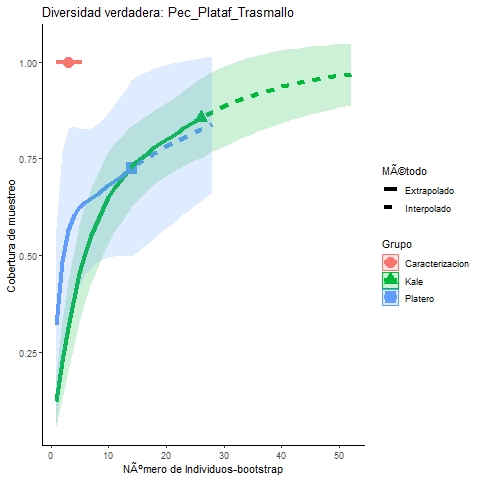 Diversidad verdadera: Pec_Plataf_Trasmallo
Cobertura de muestreo
1.00
0.75
0.50
0.25
0
10
20
30
40
50
NÃºmero de Individuos-bootstrap
MÃ©todo
Extrapolado
Interpolado
Grupo
Caracterizacion
Kale
Platero